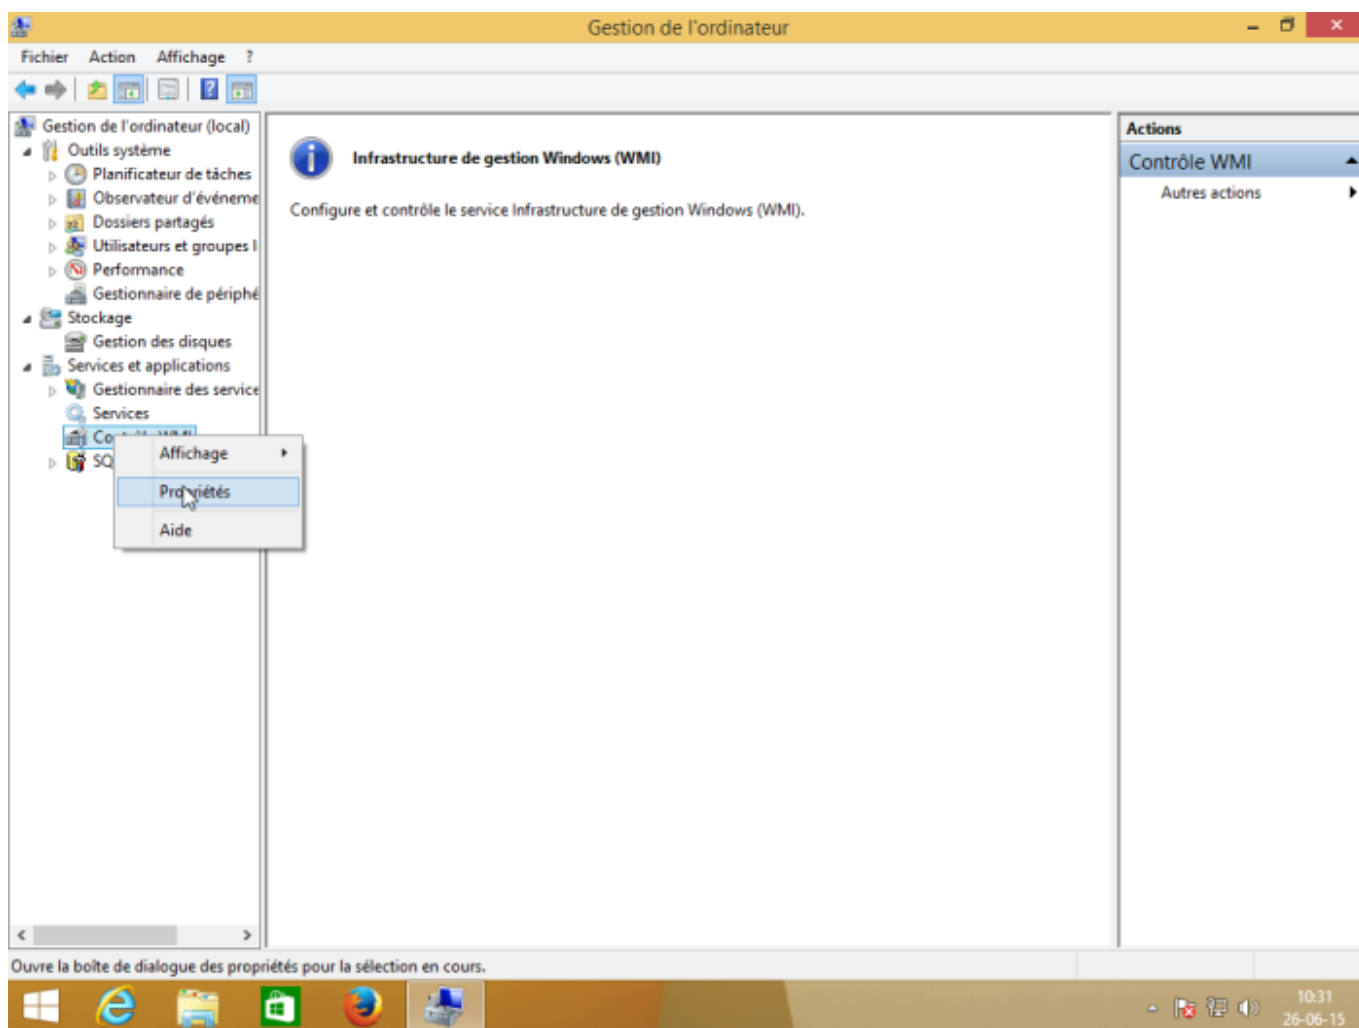 Gestion de l'ordinateur
Fichier Action Affichage ?
Gestion de l'ordinateur (local)
Outils système
Planificateur de tâches
Observateur d'événeme
Dossiers partagés
Utilisateurs et groupes l
Performance
Gestionnaire de périphé
Stockage
Gestion des disques
Services et applications
Gestionnaire des service
Services
SQ
Affichage
Propriétés
Aide
Infrastructure de gestion Windows (WMI)
Configure et contrôle le service Infrastructure de gestion Windows (WMI).
Actions
Contrôle WMI
Autres actions
Ouvre la boîte de dialogue des propriétés pour la sélection en cours.
10:31
26-06-15